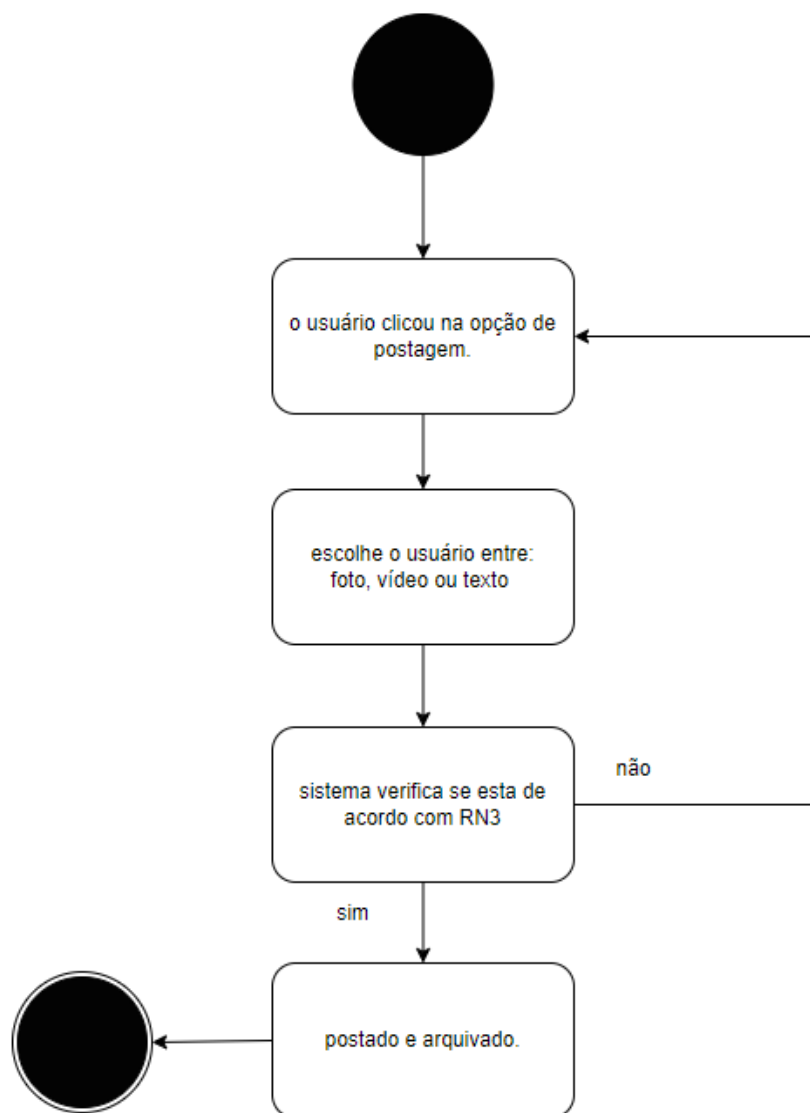 o usuário clicou na opção de
postagem.
escolhe o usuário entre:
foto, vídeo ou texto
sistema verifica se esta de
acordo com RN3
não
sim
postado e arquivado.